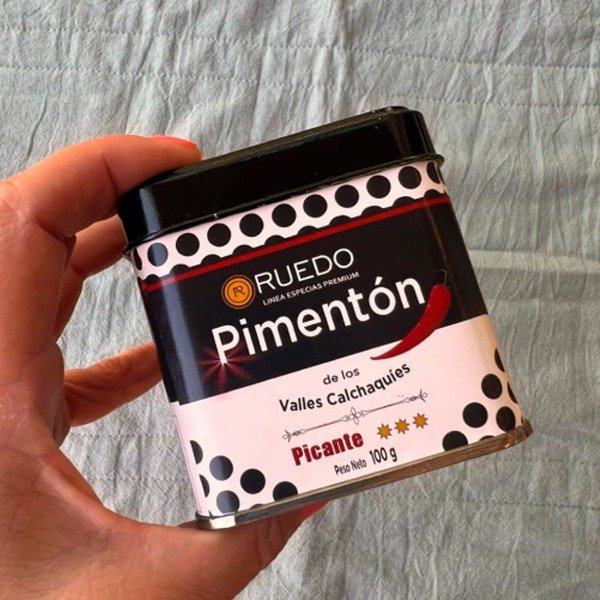 RUEDO
LINEA ESPECIAS PREMIUM
Pimentón
de los
Valles Calchaquíes
Picante
Peso Neto 100 g